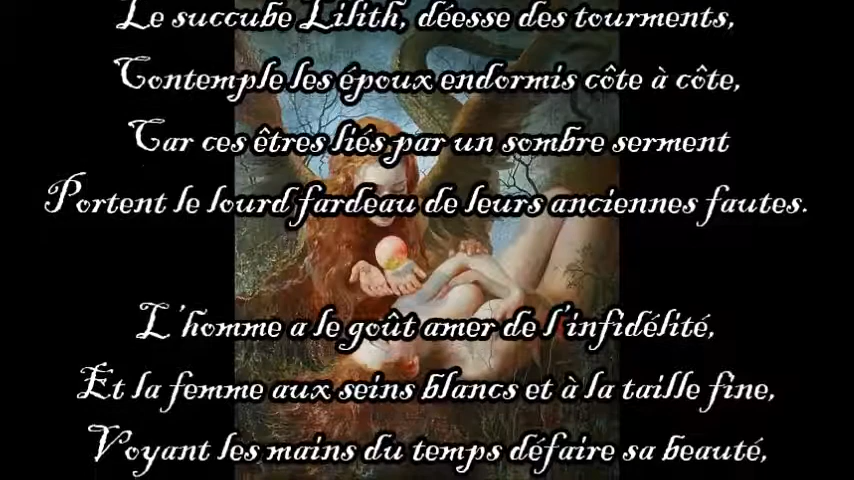 Le succube Lilith, déesse des tourments,
Contemple les époux endormis côte à côte,
Car ces êtres liés par un sombre serment
Portent le lourd fardeau de leurs anciennes fautes.
L'homme a le goût amer de l'infidélité,
Et la femme aux seins blancs et à la taille fine,
Voyant les mains du temps défaire sa beauté,